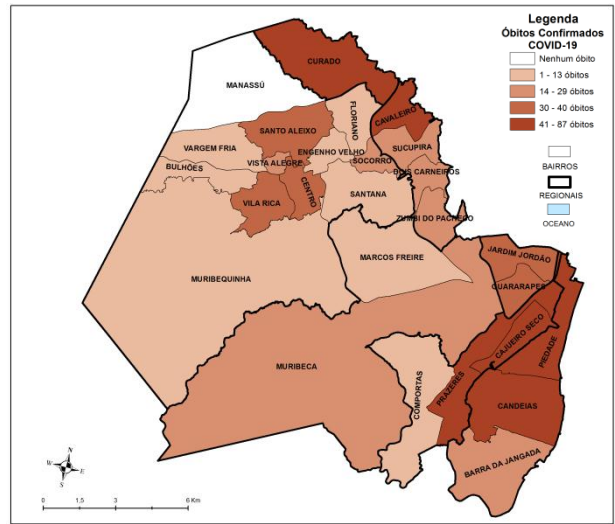 Legenda
Óbitos Confirmados
COVID-19
Nenhum óbito
1 - 13 óbitos
14 - 29 óbitos
30 - 40 óbitos
41 - 87 óbitos
BAIRROS
REGIONAIS
OCEANO
CURADO
MANASSÚ
FLORIANO
CAVALEIRO
SANTO ALEIXO
VARGEM FRIA
ENGENHO VELHO
SUCUPIRA
VISTA ALEGRE
SOCORRO
BULHÕES
DOIS CARNEIROS
CENTRO
VILA RICA
SANTANA
ZUMBI DO PACHECO
MARCOS FREIRE
JARDIM JORDÃO
MURIBEQUINHA
GUARARAPES
CAJUEIRO SECO
PIEDADE
MURIBECA
COMPORTAS
PRAZERES
CANDEIAS
BARRA DA JANGADA
N
W
E
S
0 1,5 3 6 Km